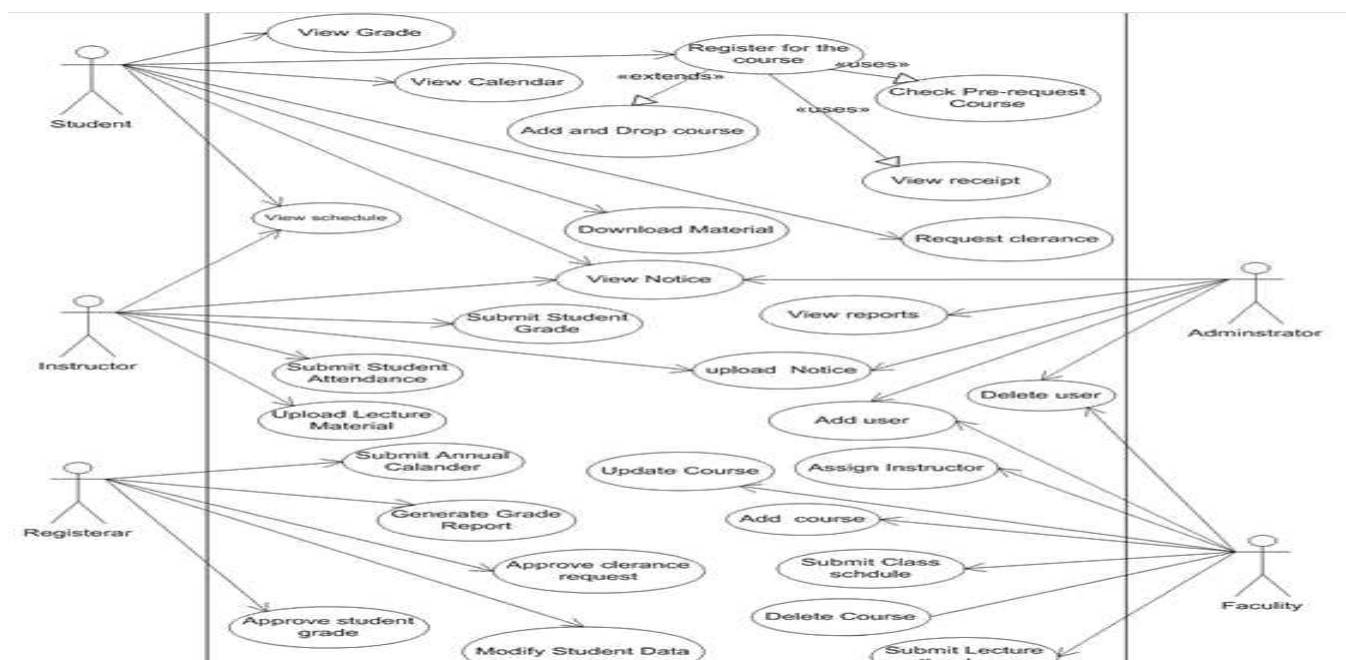 View Grade
Register for the
course
«uses»
«extends»
View Calendar
Check Pre-request
Course
Student
Add and Drop course
«uses»
View receipt
View schedule
Download Material
Request clerance
View Notice
Submit Student
Grade
View reports
Adminstrator
Instructor
Submit Student
Attendance
upload Notice
Delete user
Upload Lecture
Material
Add user
Submit Annual
Calander
Update Course
Assign Instructor
Generate Grade
Report
Add course
Registerar
Approve clerance
request
Submit Class
schdule
Faculity
Delete Course
Approve student
grade
Modify Student Data
Submit Lecture